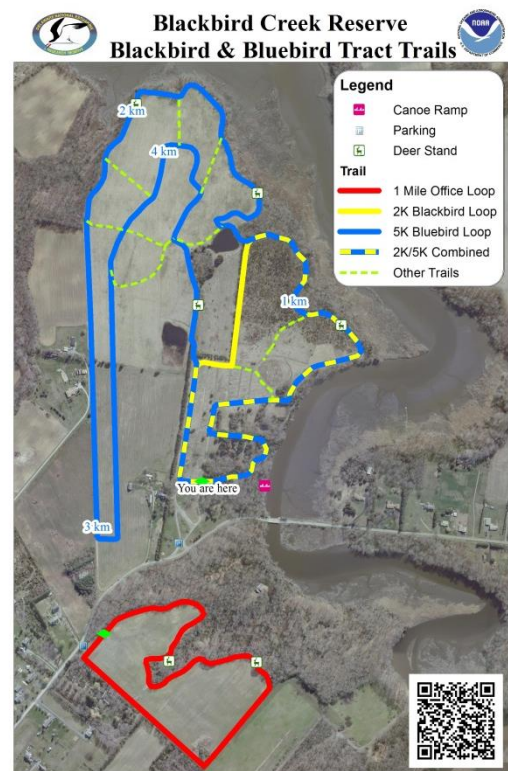 Blackbird Creek Reserve
Blackbird & Bluebird Tract Trails
NOAA
Legend
Canoe Ramp
Parking
Deer Stand
Trail
1 Mile Office Loop
2K Blackbird Loop
5K Bluebird Loop
2K/5K Combined
Other Trails
2 km
4 km
1 km
You are here
3 km